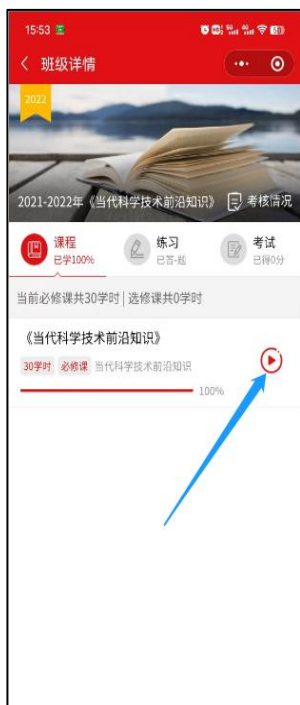 15:53
班级详情
2022
2021-2022年《当代科学技术前沿知识》 考核情况
课程 练习 考试
已学100% 已答-题 已得0分
当前必修课共30学时|选修课共0学时
《当代科学技术前沿知识》
30学时 必修课 当代科学技术前沿知识
100%